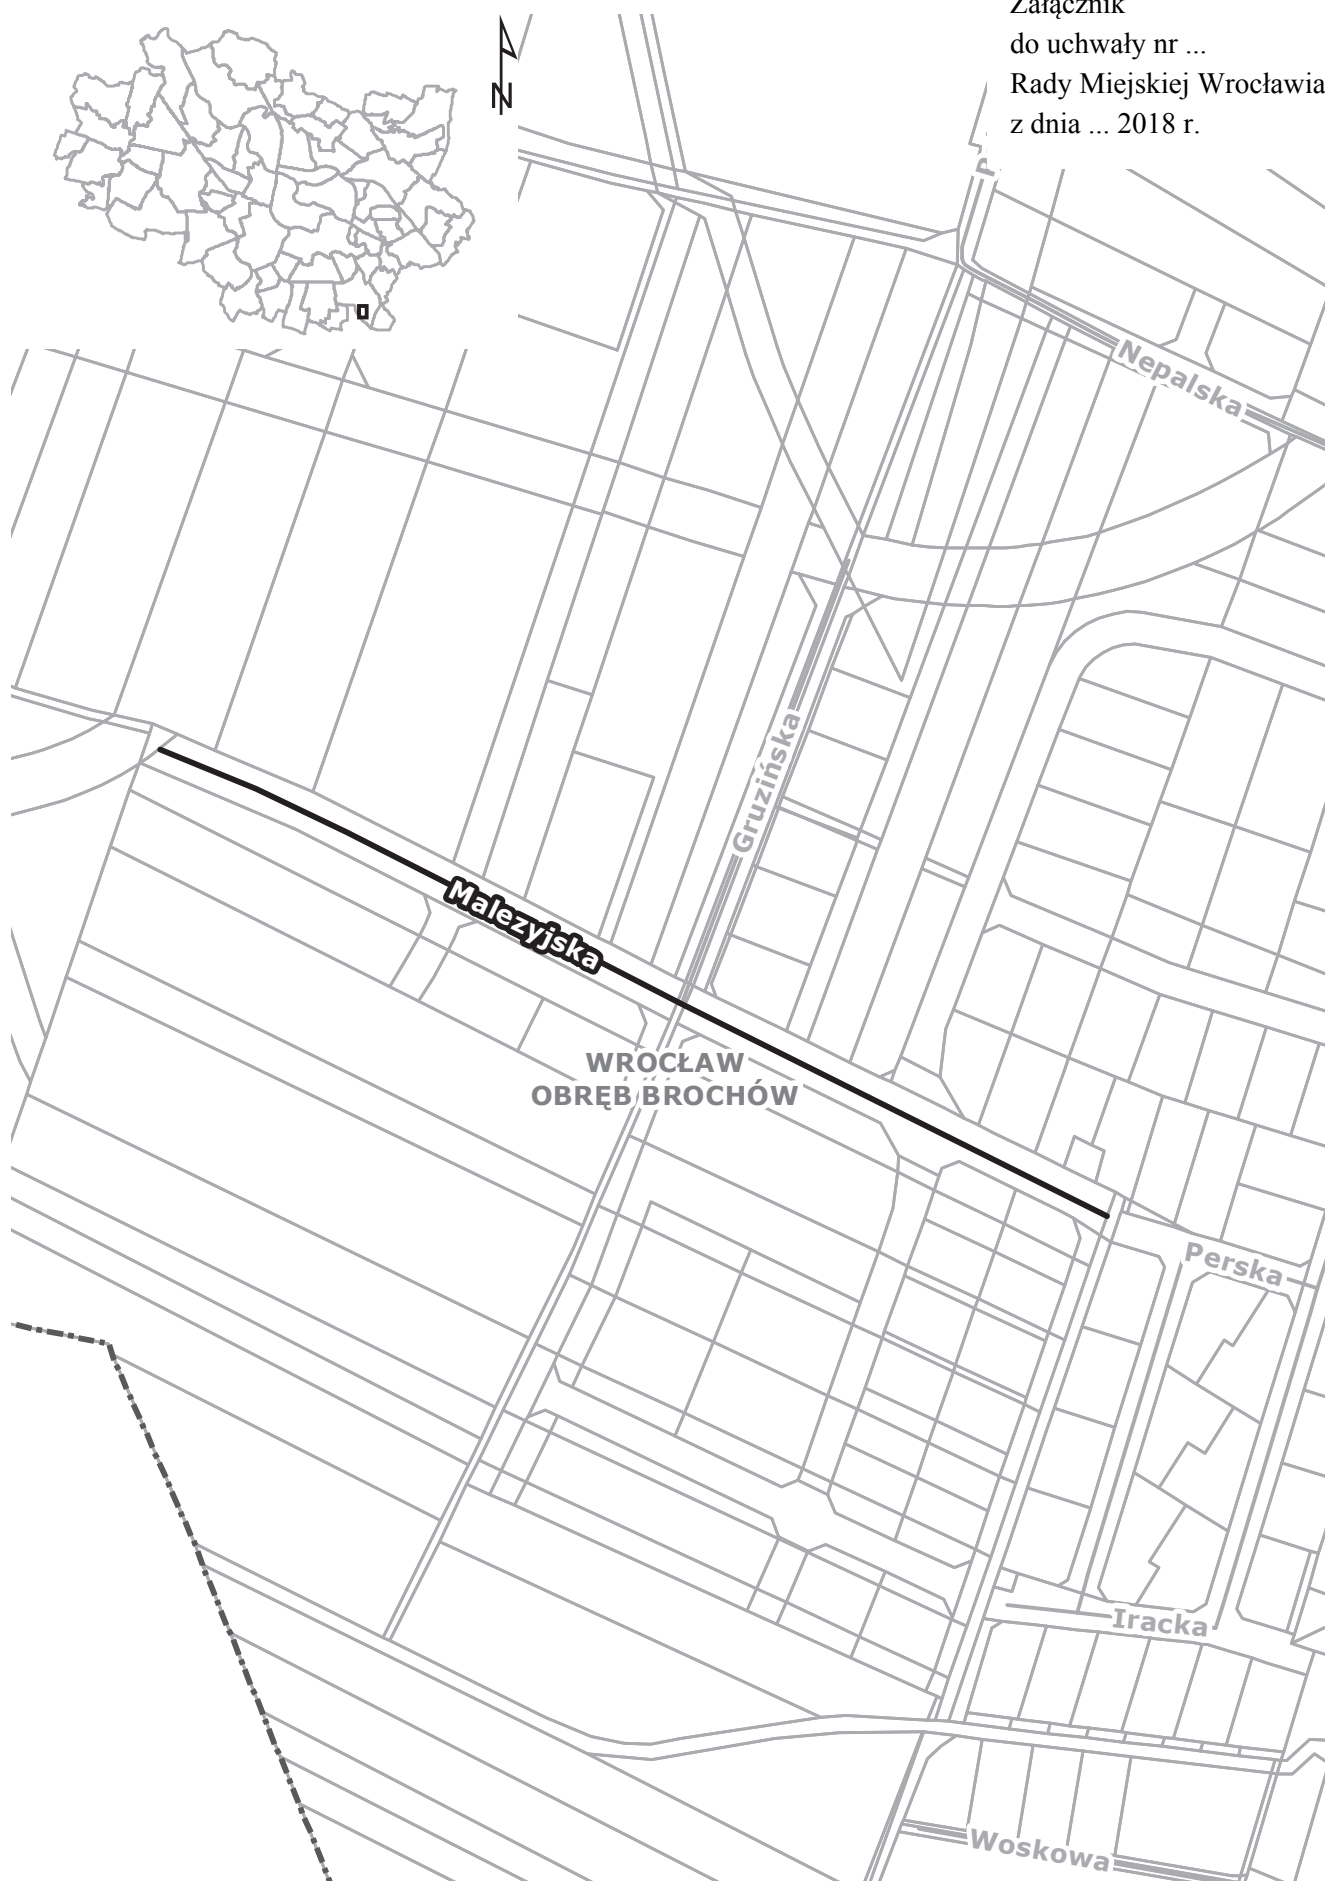 Załącznik
do uchwały nr ...
Rady Miejskiej Wrocławia
z dnia ... 2018 r.
N
Nepalska
Gruzińska
Malezyjska
WROCŁAW
OBRĘB BROCHÓW
Perska
Iracka
Woskowa